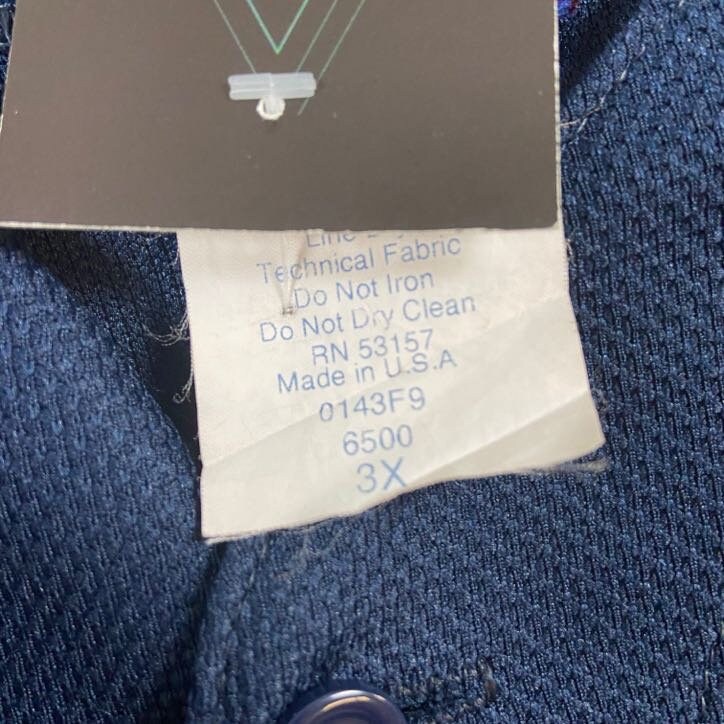 Technical Fabric
Do Not Iron
Do Not Dry Clean
RN 53157
Made in U.S.A
0143F9
6500
3X